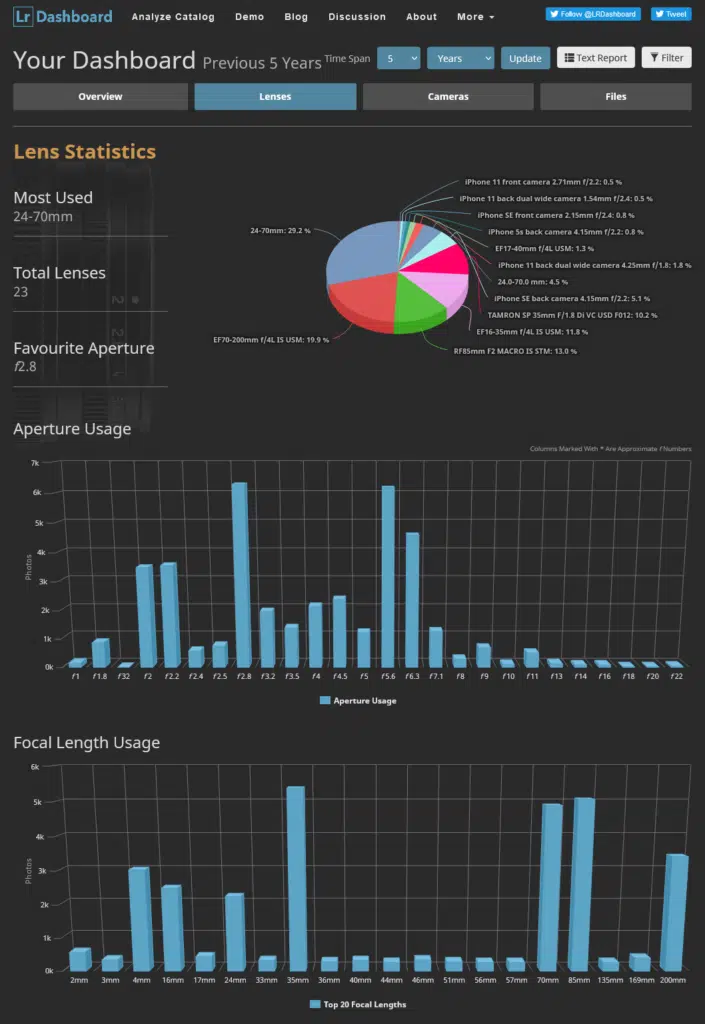 Lr Dashboard Analyze Catalog Demo Blog Discussion About More Follow @LRDashboard Tweet
Your Dashboard Previous 5 Years Time Span 5 Years Update Text Report Filter
Overview Lenses Cameras Files
Lens Statistics
Most Used
24-70mm
Total Lenses
23
Favourite Aperture
f2.8
iPhone 11 front camera 2.71mm f/2.2: 0.5 %
iPhone 11 back dual wide camera 1.54mm f/2.4: 0.5 %
iPhone SE front camera 2.15mm f/2.4: 0.8 %
iPhone 5s back camera 4.15mm f/2.2: 0.8 %
EF17-40mm f/4L USM: 1.3 %
iPhone 11 back dual wide camera 4.25mm f/1.8: 1.8 %
24.0-70.0 mm: 4.5 %
iPhone SE back camera 4.15mm f/2.2: 5.1 %
TAMRON SP 35mm F/1.8 Di VC USD F012: 10.2 %
EF16-35mm f/4L IS USM: 11.8 %
RF85mm F2 MACRO IS STM: 13.0 %
EF70-200mm f/4L IS USM: 19.9 %
24-70mm: 29.2 %
Aperture Usage
Columns Marked With * Are Approximate f Numbers
7k
6k
5k
4k
3k
2k
1k
0k
Photos
f1 f1.8 f32 f2 f2.2 f2.4 f2.5 f2.8 f3.2 f3.5 f4 f4.5 f5 f5.6 f6.3 f7.1 f8 f9 f10 f11 f13 f14 f16 f18 f20 f22
Aperture Usage
Focal Length Usage
6k
5k
4k
3k
2k
1k
0k
Photos
2mm 3mm 4mm 16mm 17mm 24mm 33mm 35mm 36mm 40mm 44mm 46mm 51mm 56mm 57mm 70mm 85mm 135mm 169mm 200mm
Top 20 Focal Lengths